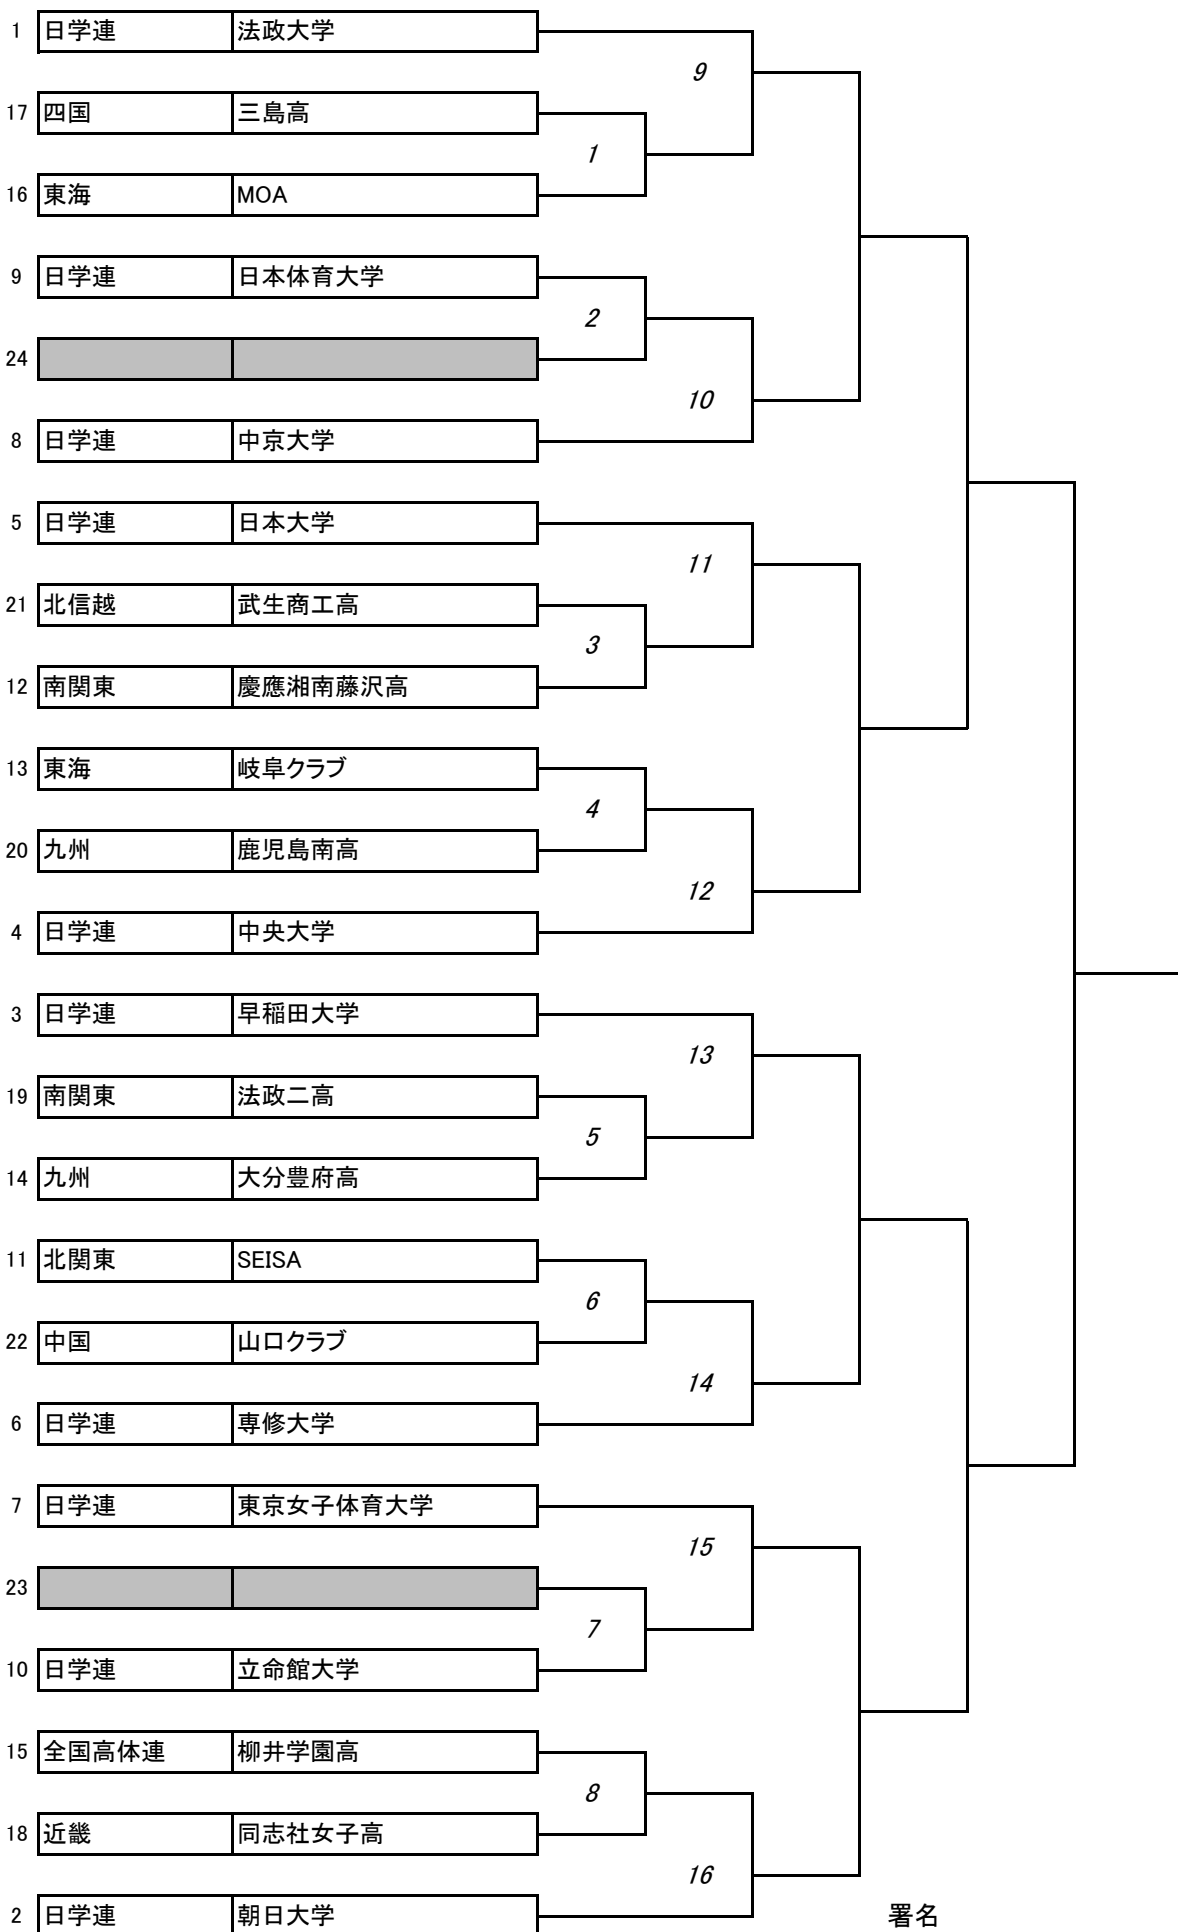 1 日学連 法政大学
9
17 四国 三島高
1
16 東海 MOA
9 日学連 日本体育大学
2
24
10
8 日学連 中京大学
5 日学連 日本大学
11
21 北信越 武生商工高
3
12 南関東 慶應湘南藤沢高
13 東海 岐阜クラブ
4
20 九州 鹿児島南高
12
4 日学連 中央大学
3 日学連 早稲田大学
13
19 南関東 法政二高
5
14 九州 大分豊府高
11 北関東 SEISA
6
22 中国 山口クラブ
14
6 日学連 専修大学
7 日学連 東京女子体育大学
15
23
7
10 日学連 立命館大学
15 全国高体連 柳井学園高
8
18 近畿 同志社女子高
16
2 日学連 朝日大学 署名